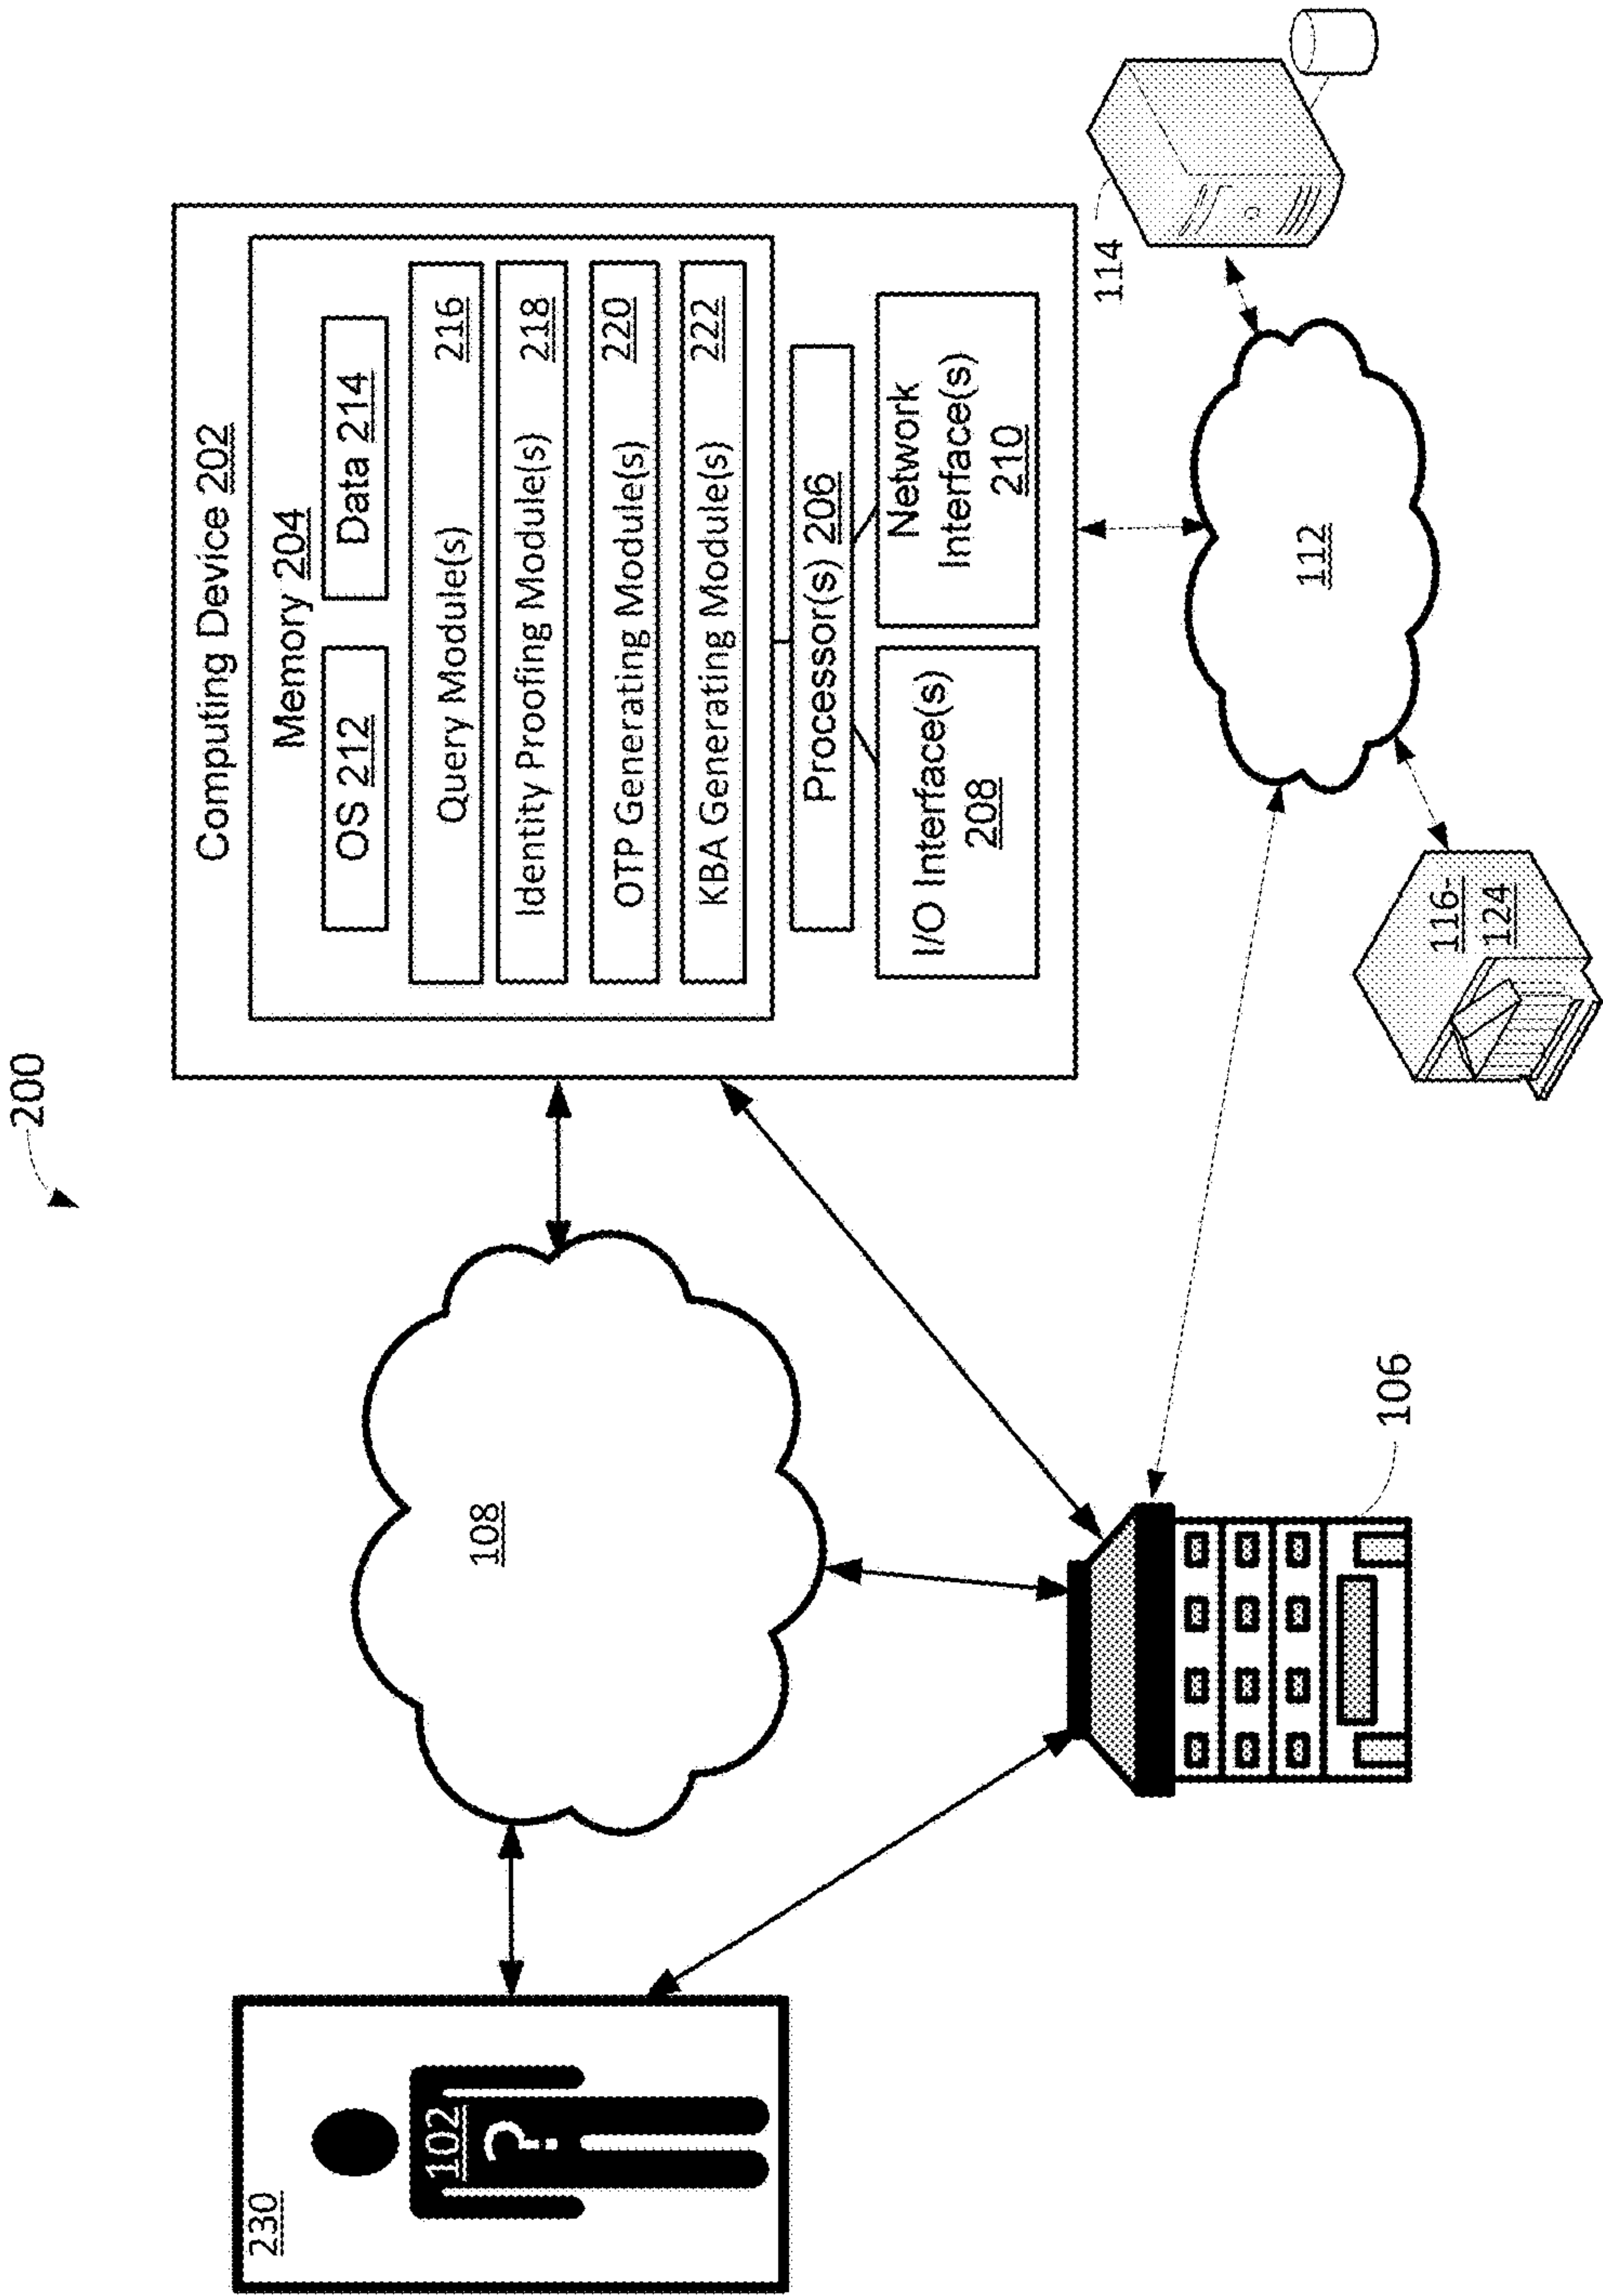 200
230
102
?
108
106
Computing Device 202
Memory 204
OS 212
Data 214
Query Module(s) 216
Identity Proofing Module(s) 218
OTP Generating Module(s) 220
KBA Generating Module(s) 222
Processor(s) 206
I/O Interface(s)
208
Network
Interface(s)
210
112
114
116-
124